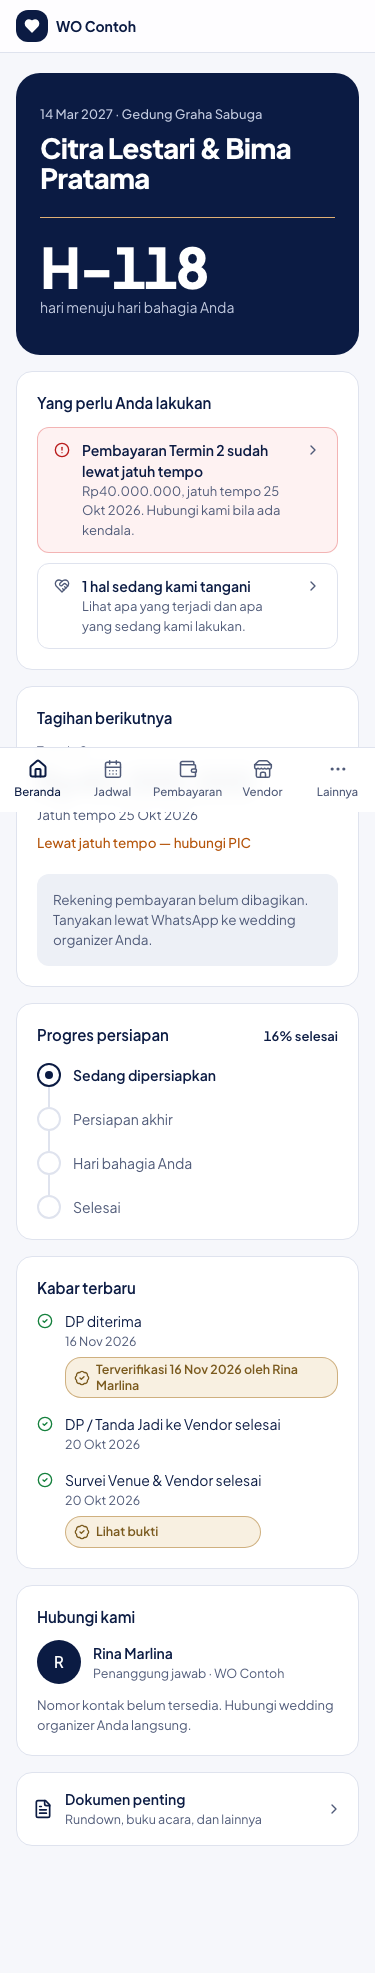 WO Contoh
14 Mar 2027 · Gedung Graha Sabuga
Citra Lestari & Bima
Pratama
H-118
hari menuju hari bahagia Anda
Yang perlu Anda lakukan
Pembayaran Termin 2 sudah
lewat jatuh tempo
Rp40.000.000, jatuh tempo 25
Okt 2026. Hubungi kami bila ada
kendala.
1 hal sedang kami tangani
Lihat apa yang terjadi dan apa
yang sedang kami lakukan.
Tagihan berikutnya
Beranda
Jadwal
Pembayaran
Vendor
Lainnya
Jatuh tempo 25 Okt 2026
Lewat jatuh tempo — hubungi PIC
Rekening pembayaran belum dibagikan.
Tanyakan lewat WhatsApp ke wedding
organizer Anda.
Progres persiapan
16% selesai
Sedang dipersiapkan
Persiapan akhir
Hari bahagia Anda
Selesai
Kabar terbaru
DP diterima
16 Nov 2026
Terverifikasi 16 Nov 2026 oleh Rina
Marlina
DP / Tanda Jadi ke Vendor selesai
20 Okt 2026
Survei Venue & Vendor selesai
20 Okt 2026
Lihat bukti
Hubungi kami
R
Rina Marlina
Penanggung jawab · WO Contoh
Nomor kontak belum tersedia. Hubungi wedding
organizer Anda langsung.
Dokumen penting
Rundown, buku acara, dan lainnya